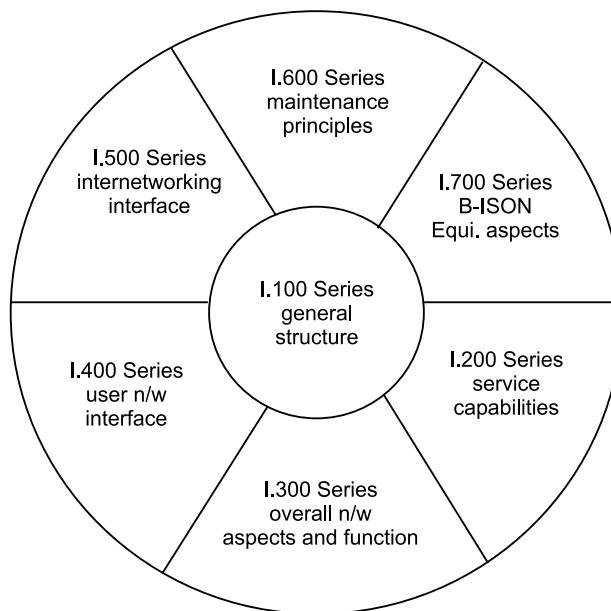 I.600 Series
maintenance
principles
I.500 Series
internetworking
interface
I.700 Series
B-ISON
Equi. aspects
I.100 Series
general
structure
I.400 Series
user n/w
interface
I.200 Series
service
capabilities
I.300 Series
overall n/w
aspects and function